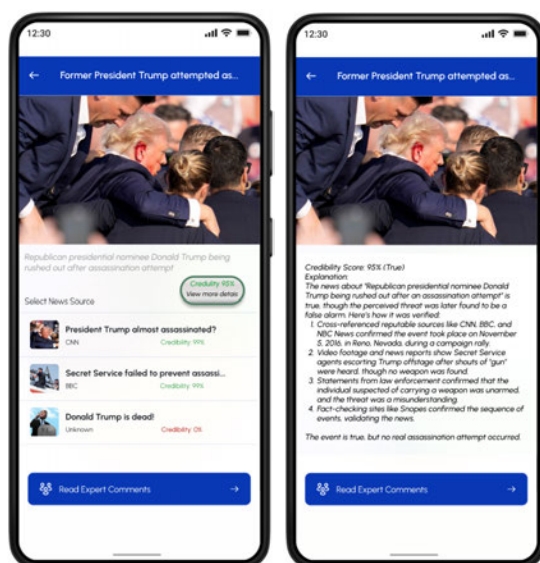 12:30
Former President Trump attempted as...
Republican presidential nominee Donald Trump being
rushed out after assassination attempt
Credulity 95%
View more detais
Select News Source
President Trump almost assassinated?
CNN Credibility: 99%
Secret Service failed to prevent assassi...
BBC Credibility: 99%
Donald Trump is dead!
Unknown Credibility: 0%
Read Expert Comments
12:30
Former President Trump attempted as...
Credibility Score: 95% (True)
Explanation:
The news about "Republican presidential nominee Donald
Trump being rushed out after an assassination attempt" is
true, though the perceived threat was later found to be a
false alarm. Here's how it was verified:
1. Cross-referenced reputable sources like CNN, BBC, and
NBC News confirmed the event took place on November
5, 2016, in Reno, Nevada, during a campaign rally.
2. Video footage and news reports show Secret Service
agents escorting Trump offstage after shouts of "gun"
were heard, though no weapon was found.
3. Statements from law enforcement confirmed that the
individual suspected of carrying a weapon was unarmed,
and the threat was a misunderstanding.
4. Fact-checking sites like Snopes confirmed the sequence of
events, validating the news.
The event is true, but no real assassination attempt occurred.
Read Expert Comments